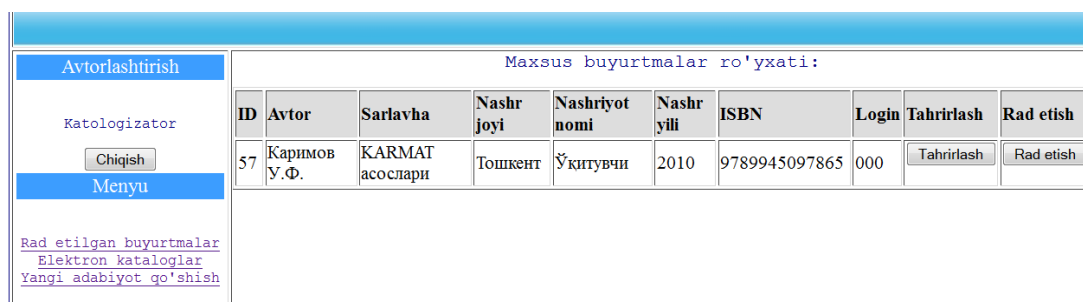 Avtorlashtirish
Katologizator
Chiqish
Menyu
Rad etilgan buyurtmalar
Elektron kataloglar
Yangi adabiyot qo'shish
Maxsus buyurtmalar ro'yxati:
ID Avtor Sarlavha Nashr joyi Nashriyot nomi Nashr yili ISBN Login Tahrirlash Rad etish
57 Каримов У.Ф. KARMAT асослари Тошкент Ўқитувчи 2010 9789945097865 000 Tahrirlash Rad etish